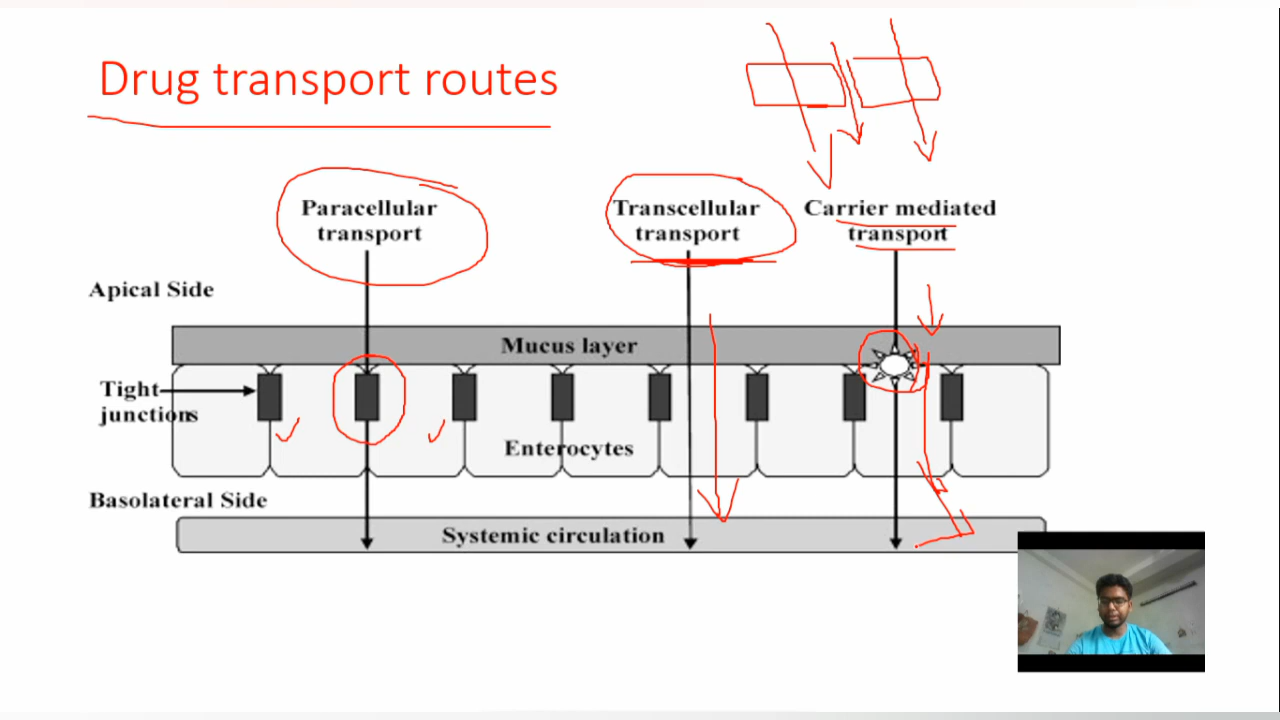 Drug transport routes
Paracellular
transport
Transcellular
transport
Carrier mediated
transport
Apical Side
Mucus layer
Tight
junctions
Enterocytes
Basolateral Side
Systemic circulation